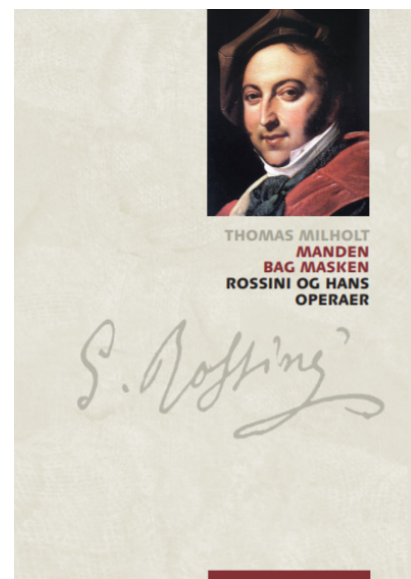 THOMAS MILHOLT
MANDEN
BAG MASKEN
ROSSINI OG HANS
OPERAER
G. Rossini